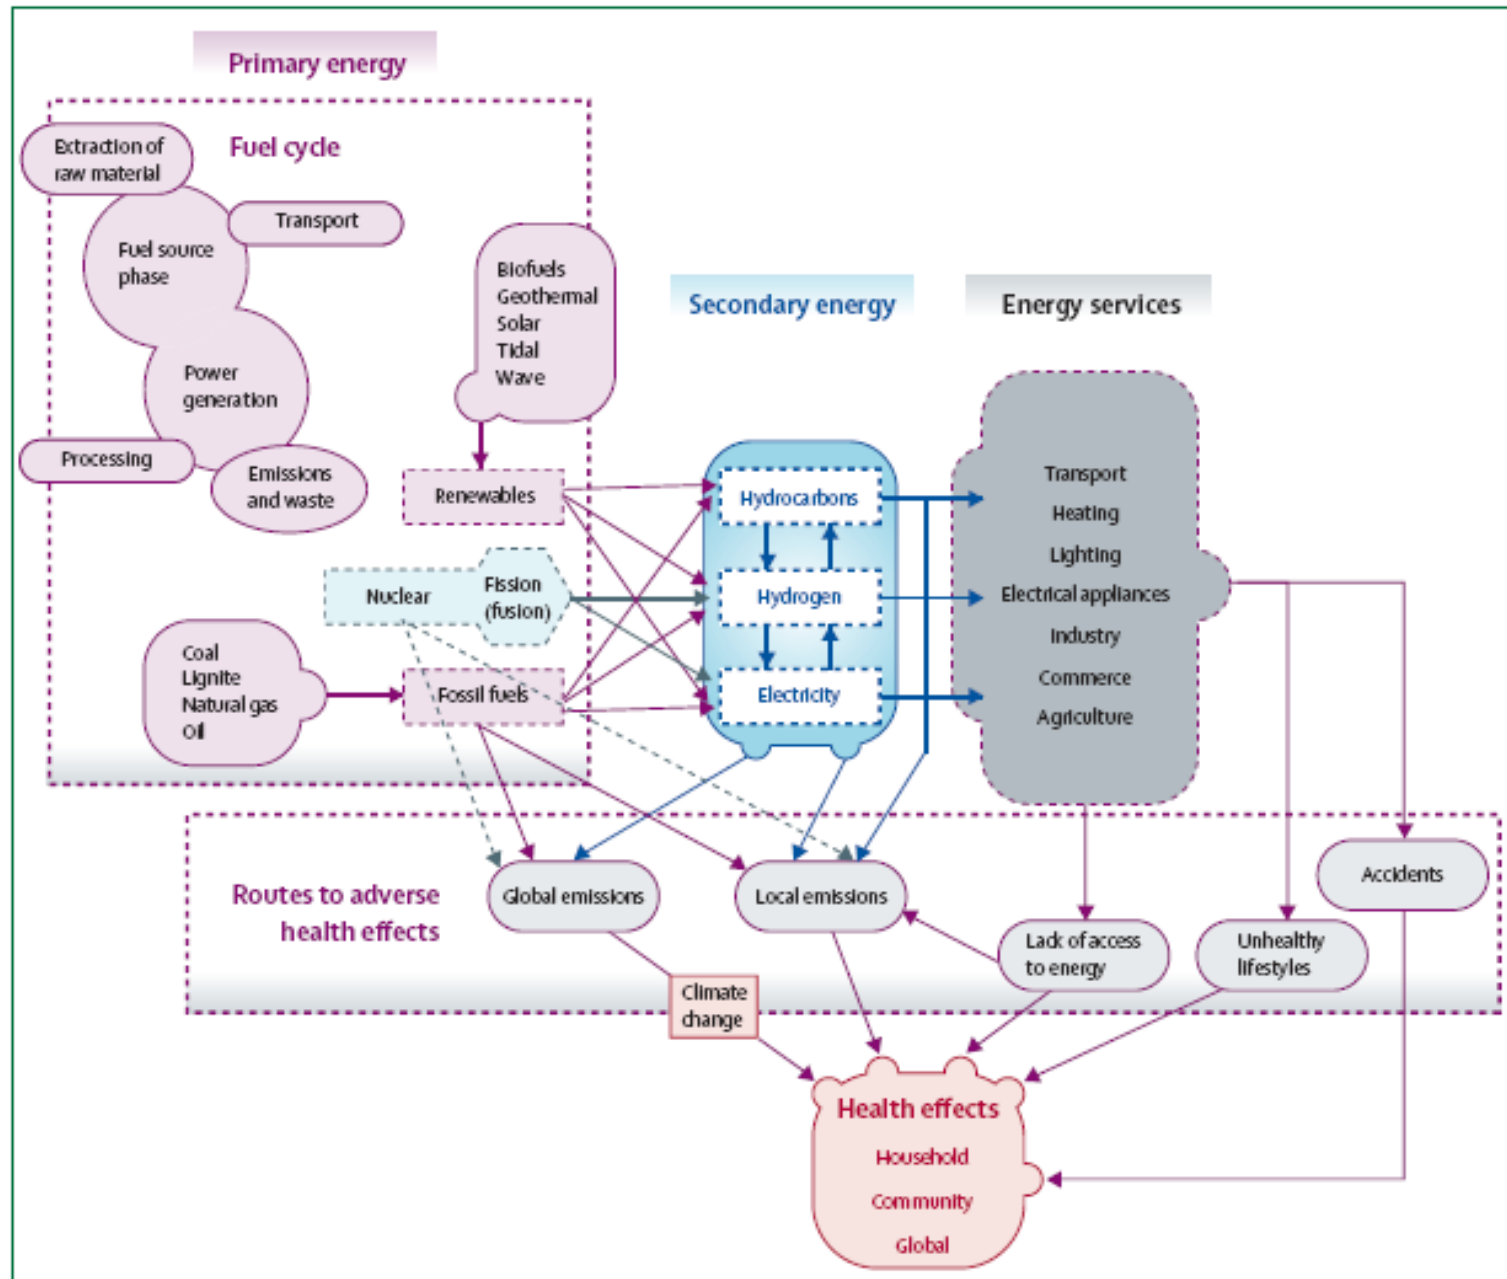 Primary energy
Fuel cycle
Extraction of
raw material
Transport
Fuel source
phase
Power
generation
Processing
Emissions
and waste
Biofuels
Geothermal
Solar
Tidal
Wave
Renewables
Nuclear
Fission
(fusion)
Coal
Lignite
Natural gas
Oil
Fossil fuels
Secondary energy
Hydrocarbons
Hydrogen
Electricity
Energy services
Transport
Heating
Lighting
Electrical appliances
Industry
Commerce
Agriculture
Routes to adverse
health effects
Global emissions
Local emissions
Lack of access
to energy
Unhealthy
lifestyles
Accidents
Climate
change
Health effects
Household
Community
Global